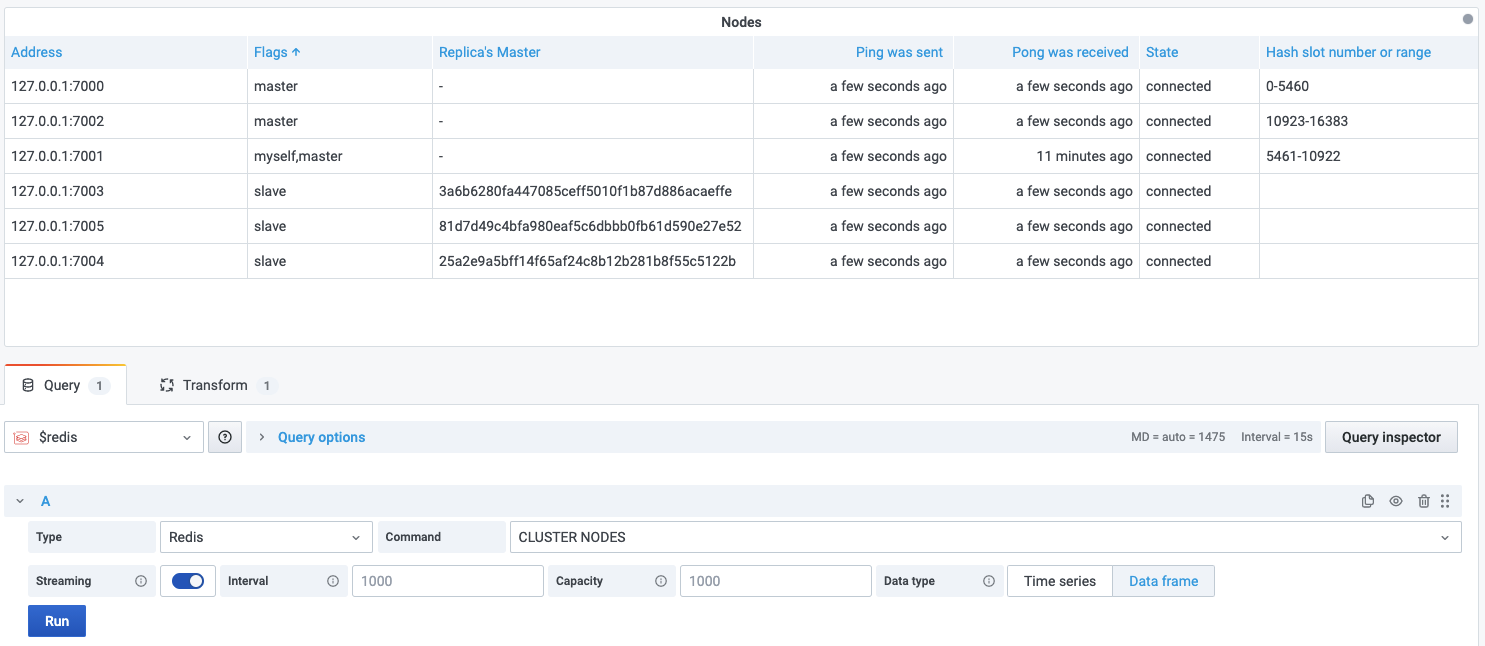 Nodes
Address Flags ↑ Replica's Master Ping was sent Pong was received State Hash slot number or range
127.0.0.1:7000 master - a few seconds ago a few seconds ago connected 0-5460
127.0.0.1:7002 master - a few seconds ago a few seconds ago connected 10923-16383
127.0.0.1:7001 myself,master - a few seconds ago 11 minutes ago connected 5461-10922
127.0.0.1:7003 slave 3a6b6280fa447085ceff5010f1b87d886acaeffe a few seconds ago a few seconds ago connected
127.0.0.1:7005 slave 81d7d49c4bfa980eaf5c6dbbb0fb61d590e27e52 a few seconds ago a few seconds ago connected
127.0.0.1:7004 slave 25a2e9a5bff14f65af24c8b12b281b8f55c5122b a few seconds ago a few seconds ago connected
Query 1 Transform 1
$redis Query options MD = auto = 1475 Interval = 15s Query inspector
A
Type Redis Command CLUSTER NODES
Streaming Interval 1000 Capacity 1000 Data type Time series Data frame
Run